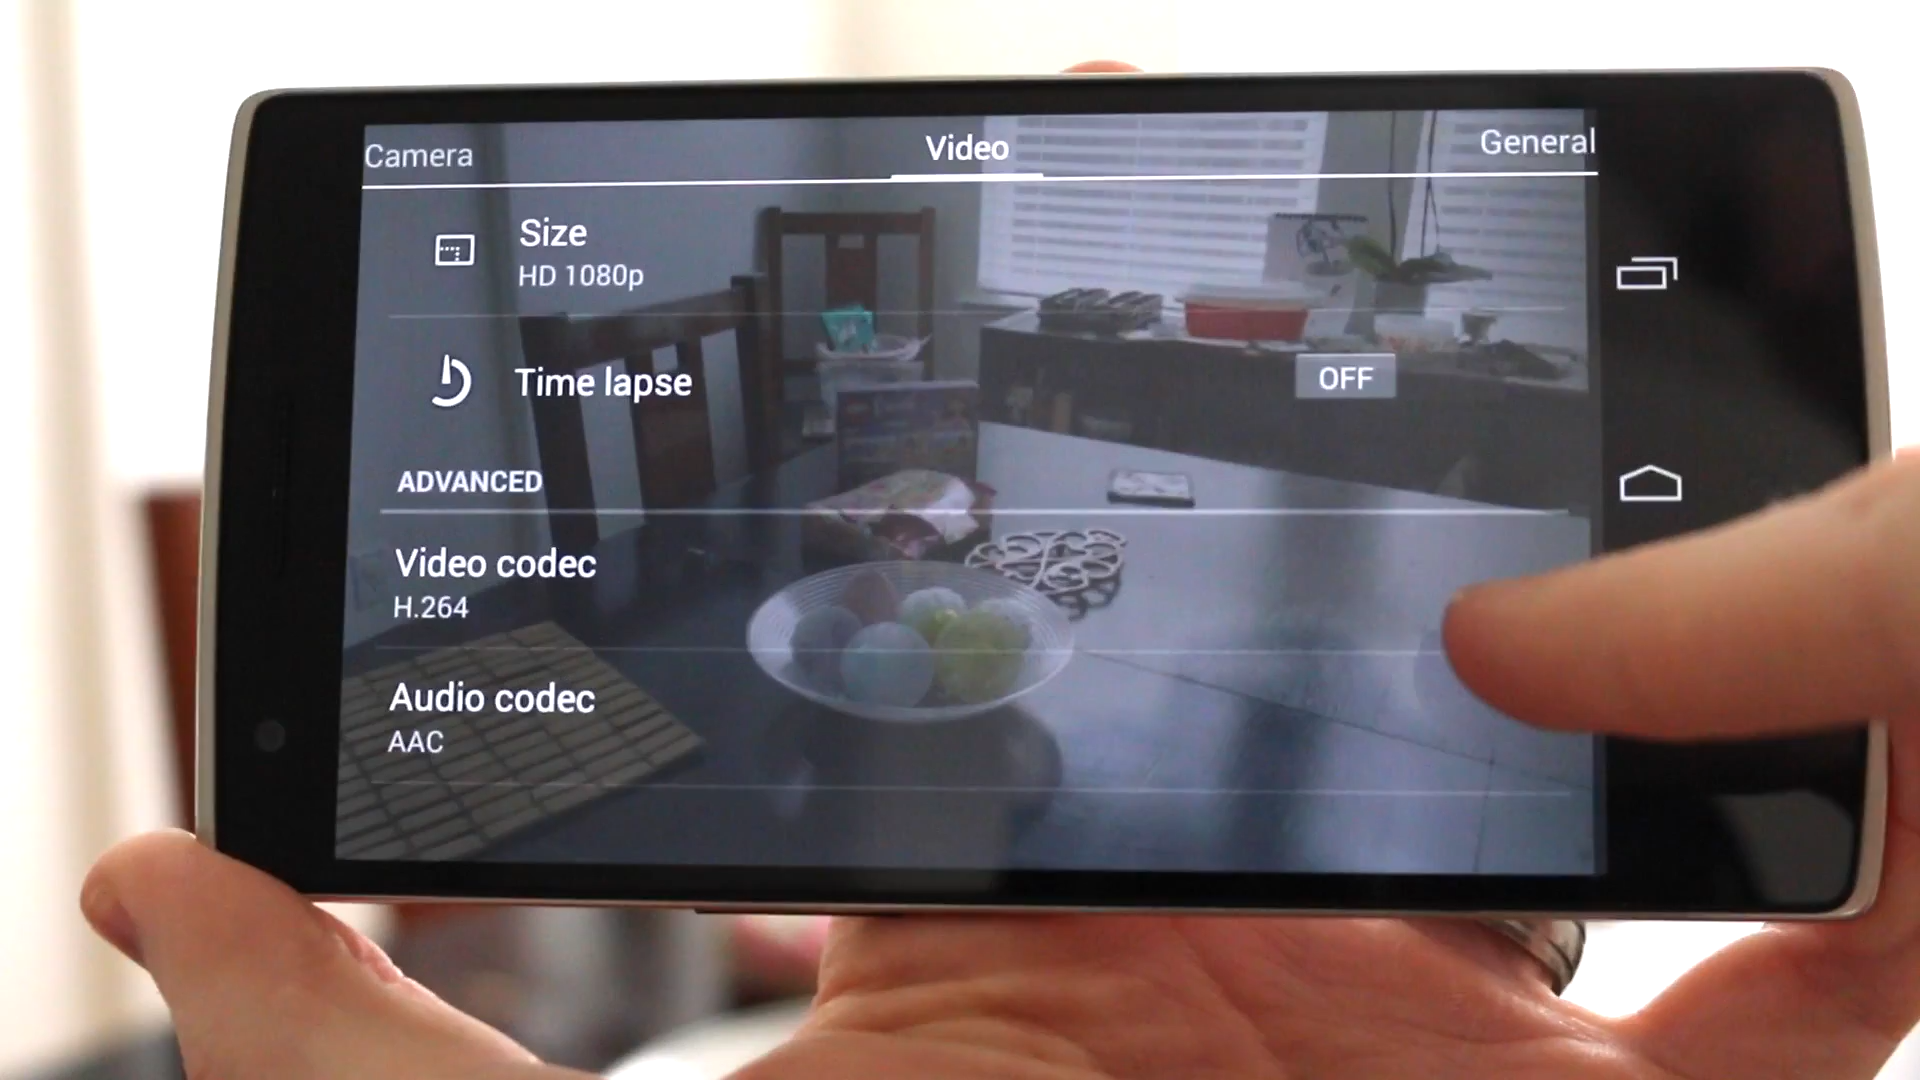 Camera
Video
General
Size
HD 1080p
Time lapse
OFF
ADVANCED
Video codec
H.264
Audio codec
AAC